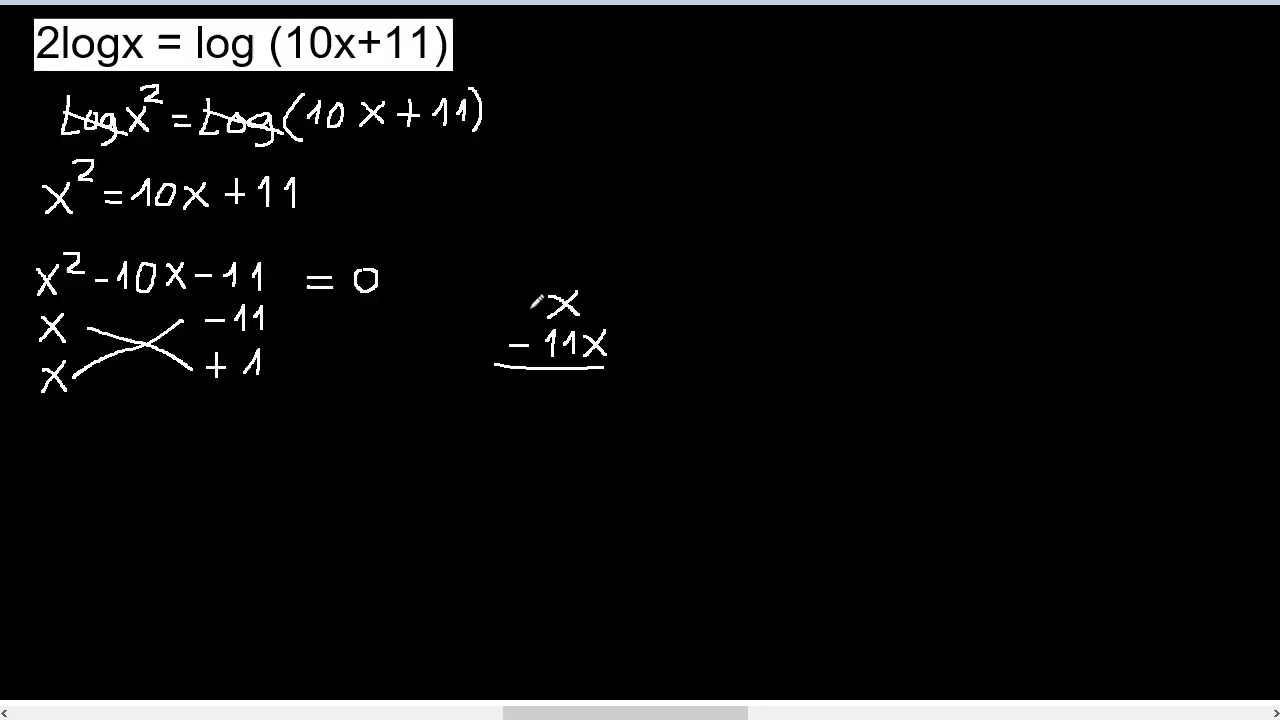 2logx = log (10x+11)
Logx² = Log(10x+11)
x² = 10x + 11
x² - 10x - 11 = 0
x - 11
x + 1
x
- 11x